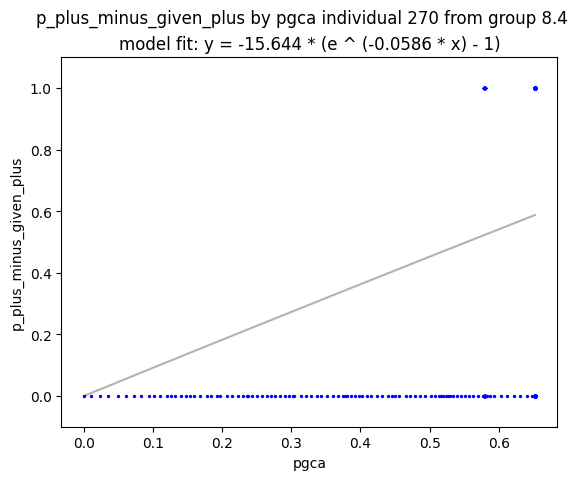 p_plus_minus_given_plus by pgca individual 270 from group 8.4
model fit: y = -15.644 * (e ^ (-0.0586 * x) - 1)
1.0
0.8
0.6
0.4
0.2
0.0
p_plus_minus_given_plus
0.0 0.1 0.2 0.3 0.4 0.5 0.6
pgca